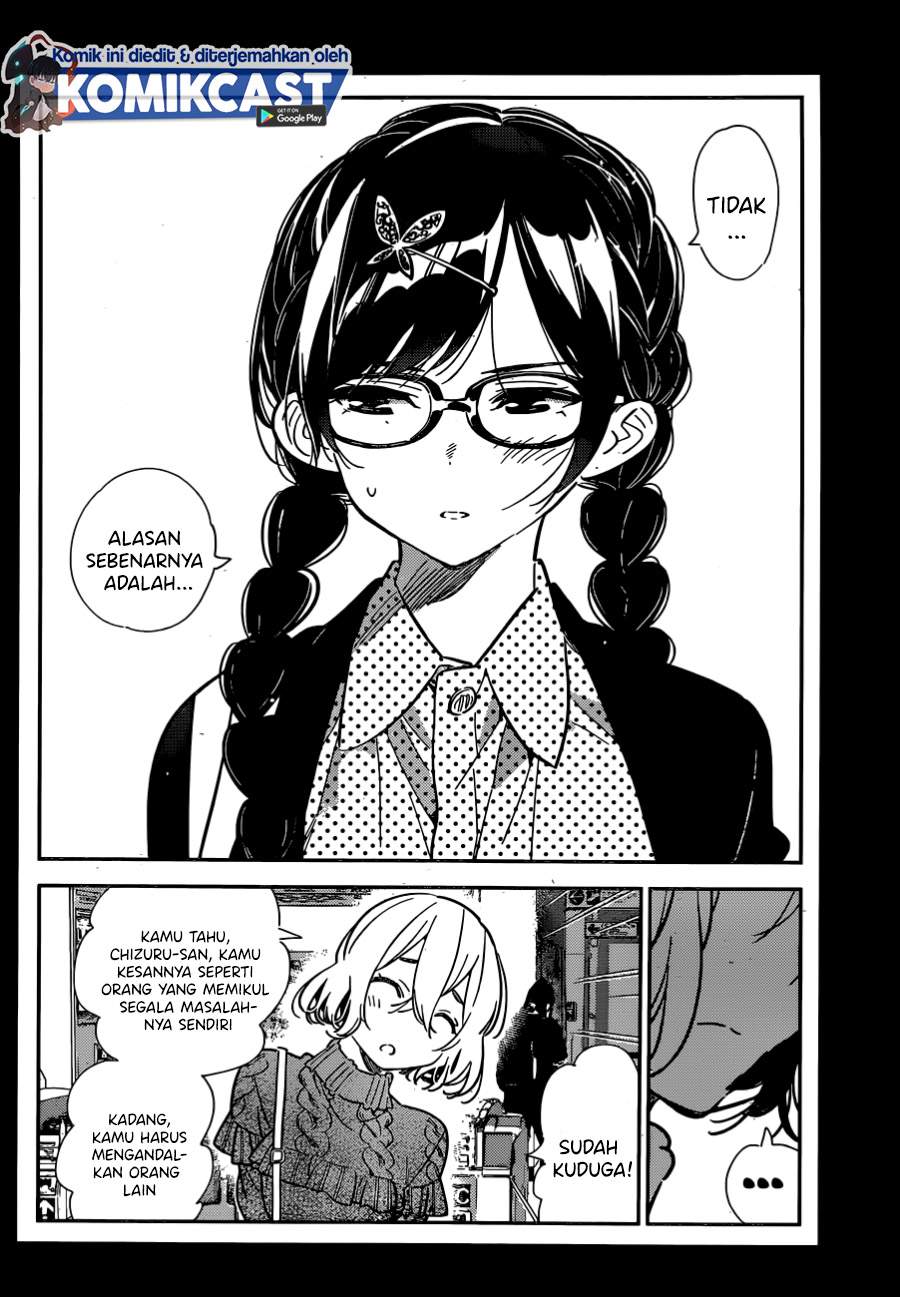 Komik ini diedit & diterjemahkan oleh
KOMIKCAST
GET IT ON
Google Play
TIDAK
...
ALASAN
SEBENARNYA
ADALAH...
...
SUDAH
KUDUGA!
KAMU TAHU,
CHIZURU-SAN, KAMU
KESANNYA SEPERTI
ORANG YANG MEMIKUL
SEGALA MASALAH-
NYA SENDIRI
KADANG,
KAMU HARUS
MENGANDAL-
KAN ORANG
LAIN